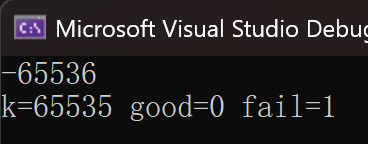 Microsoft Visual Studio Debug
-65536
k=65535 good=0 fail=1